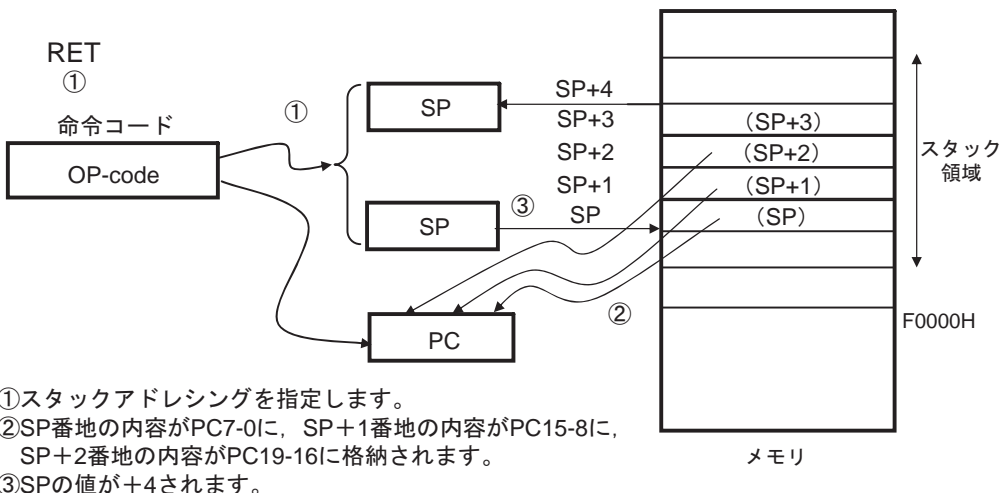 RET
①
命令コード
OP-code
①
SP
SP
③
PC
SP+4
SP+3
SP+2
SP+1
SP
②
（SP+3）
（SP+2）
（SP+1）
（SP）
スタック
領域
F0000H
メモリ
①スタックアドレシングを指定します。
②SP番地の内容がPC7-0に，SP＋1番地の内容がPC15-8に，
SP＋2番地の内容がPC19-16に格納されます。
③SPの値が＋4されます。